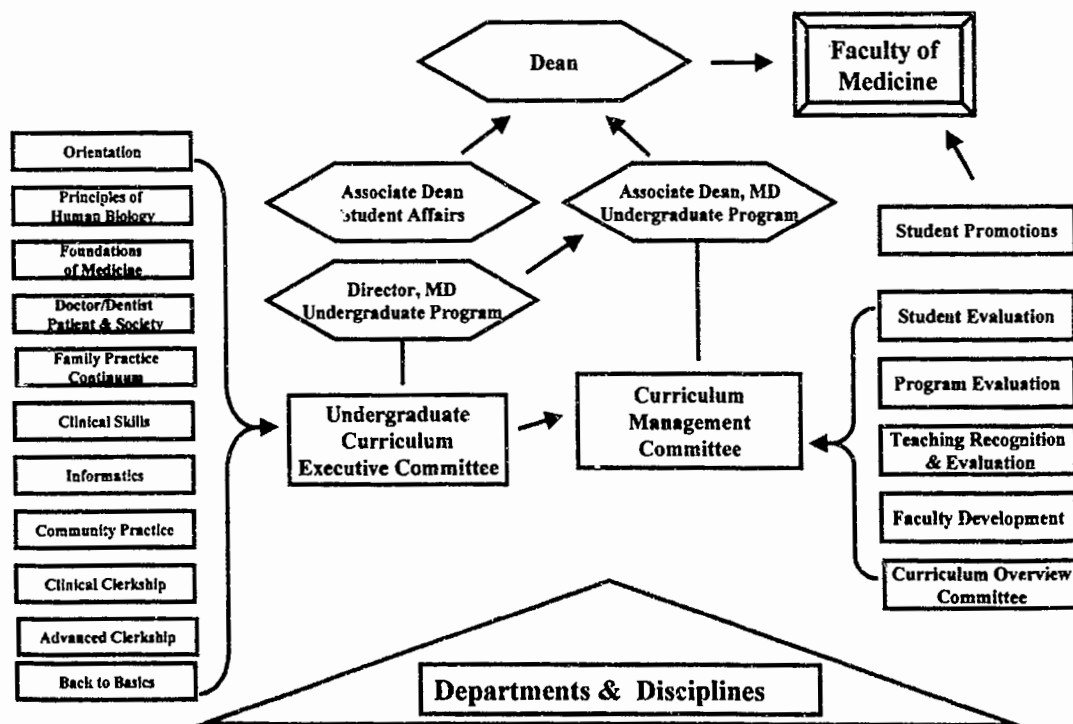 Dean
Faculty of
Medicine
Orientation
Principles of
Human Biology
Foundations
of Medicine
Doctor/Dentist
Patient & Society
Family Practice
Continuum
Clinical Skills
Informatics
Community Practice
Clinical Clerkship
Advanced Clerkship
Back to Basics
Associate Dean
Student Affairs
Associate Dean, MD
Undergraduate Program
Director, MD
Undergraduate Program
Undergraduate
Curriculum
Executive Committee
Curriculum
Management
Committee
Student Promotions
Student Evaluation
Program Evaluation
Teaching Recognition
& Evaluation
Faculty Development
Curriculum Overview
Committee
Departments & Disciplines